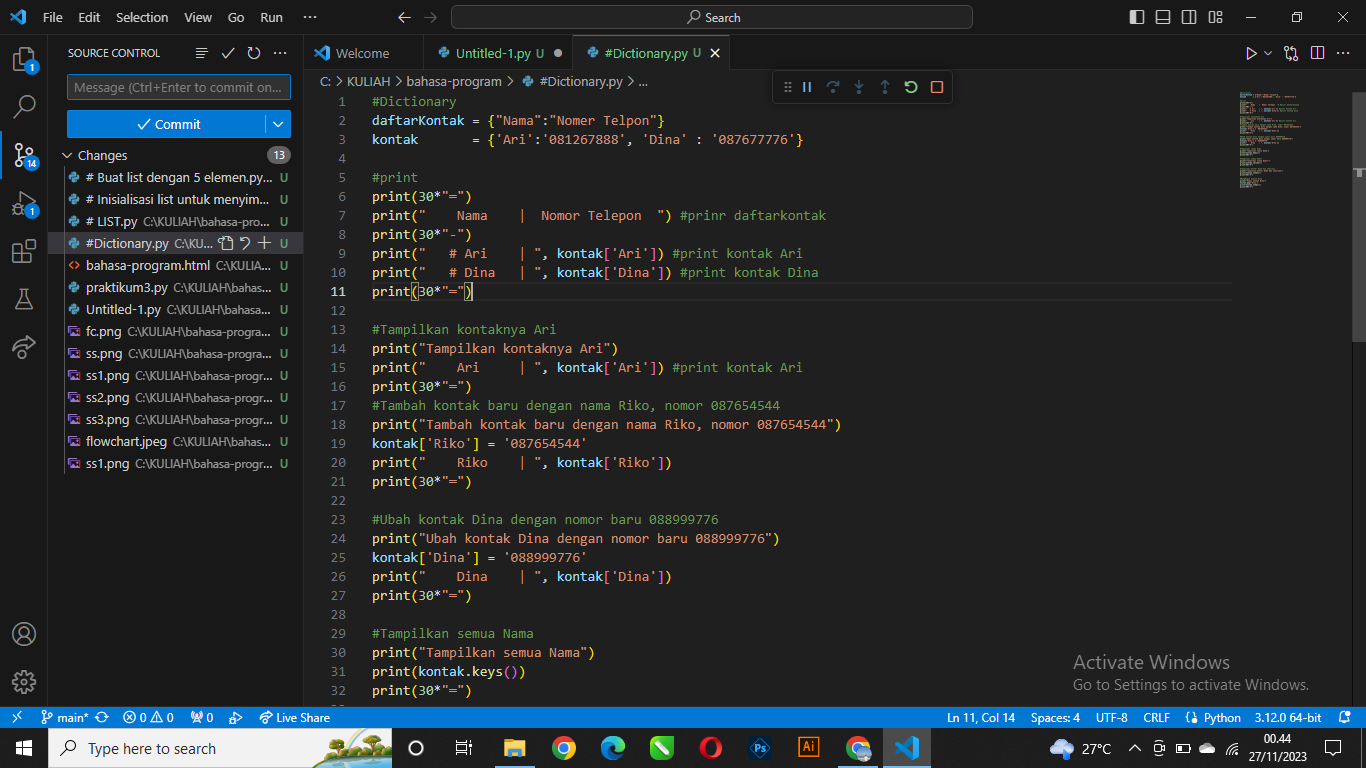 File Edit Selection View Go Run ··· Search
SOURCE CONTROL
Welcome
Untitled-1.py U
#Dictionary.py U
C: > KULIAH > bahasa-program > #Dictionary.py > ...
Message (Ctrl+Enter to commit on...
Commit
Changes 13
# Buat list dengan 5 elemen.py... U
# Inisialisasi list untuk menyim... U
# LIST.py C:\KULIAH\bahasa-pro... U
#Dictionary.py C:\KU... U
bahasa-program.html C:\KULIA... U
praktikum3.py C:\KULIAH\bahas... U
Untitled-1.py C:\KULIAH\bahasa... U
fc.png C:\KULIAH\bahasa-progra... U
ss.png C:\KULIAH\bahasa-progra... U
ss1.png C:\KULIAH\bahasa-progr... U
ss2.png C:\KULIAH\bahasa-progr... U
ss3.png C:\KULIAH\bahasa-progr... U
flowchart.jpeg C:\KULIAH\bahas... U
ss1.png C:\KULIAH\bahasa-progr... U
1
14
1
1 #Dictionary
2 daftarKontak = {"Nama":"Nomer Telpon"}
3 kontak       = {'Ari':'081267888', 'Dina' : '087677776'}
4
5 #print
6 print(30*"=")
7 print("    Nama    |  Nomor Telepon  ") #prinr daftarkontak
8 print(30*"-")
9 print("   # Ari    | ", kontak['Ari']) #print kontak Ari
10 print("   # Dina   | ", kontak['Dina']) #print kontak Dina
11 print(30*"=")
12
13 #Tampilkan kontaknya Ari
14 print("Tampilkan kontaknya Ari")
15 print("    Ari     | ", kontak['Ari']) #print kontak Ari
16 print(30*"=")
17 #Tambah kontak baru dengan nama Riko, nomor 087654544
18 print("Tambah kontak baru dengan nama Riko, nomor 087654544")
19 kontak['Riko'] = '087654544'
20 print("    Riko    | ", kontak['Riko'])
21 print(30*"=")
22
23 #Ubah kontak Dina dengan nomor baru 088999776
24 print("Ubah kontak Dina dengan nomor baru 088999776")
25 kontak['Dina'] = '088999776'
26 print("    Dina    | ", kontak['Dina'])
27 print(30*"=")
28
29 #Tampilkan semua Nama
30 print("Tampilkan semua Nama")
31 print(kontak.keys())
32 print(30*"=")
Activate Windows
Go to Settings to activate Windows.
main* 0 0 0 Live Share Ln 11, Col 14 Spaces: 4 UTF-8 CRLF Python 3.12.0 64-bit
Type here to search
Ps
Ai
27°C
00.44
27/11/2023